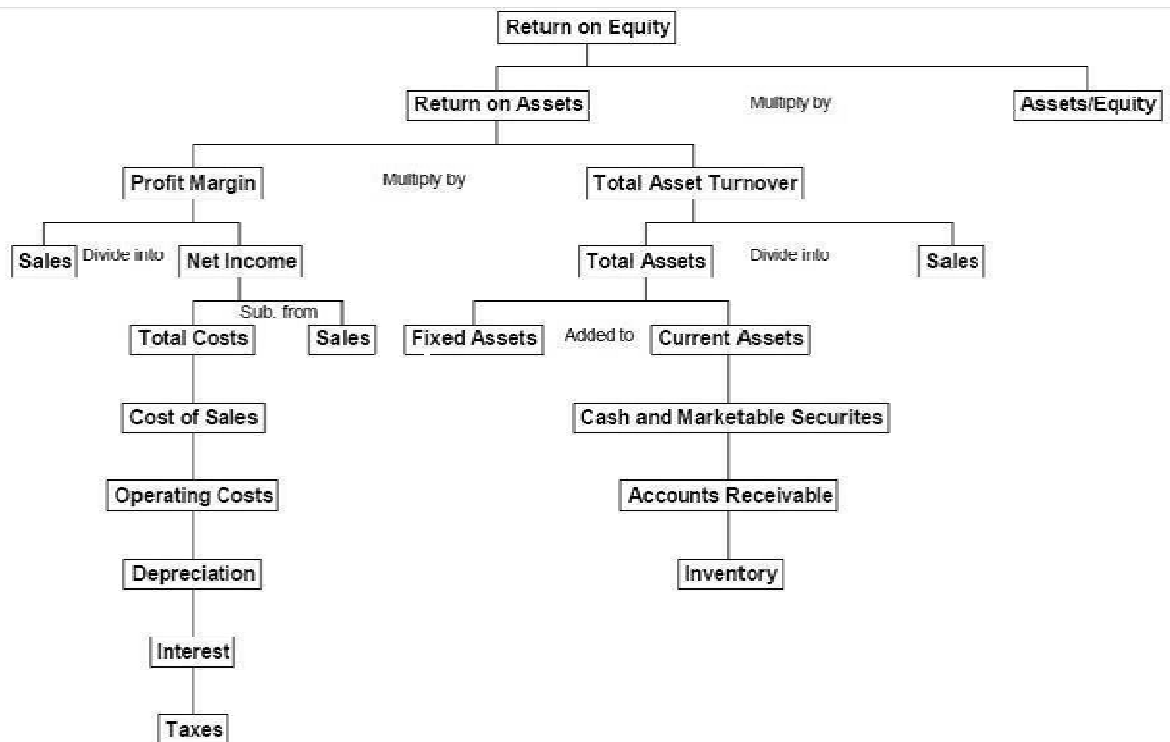 Return on Equity
Return on Assets
Multiply by
Assets/Equity
Profit Margin
Multiply by
Total Asset Turnover
Sales
Divide into
Net Income
Total Assets
Divide into
Sales
Sub. from
Total Costs
Sales
Fixed Assets
Added to
Current Assets
Cost of Sales
Cash and Marketable Securites
Operating Costs
Accounts Receivable
Depreciation
Inventory
Interest
Taxes